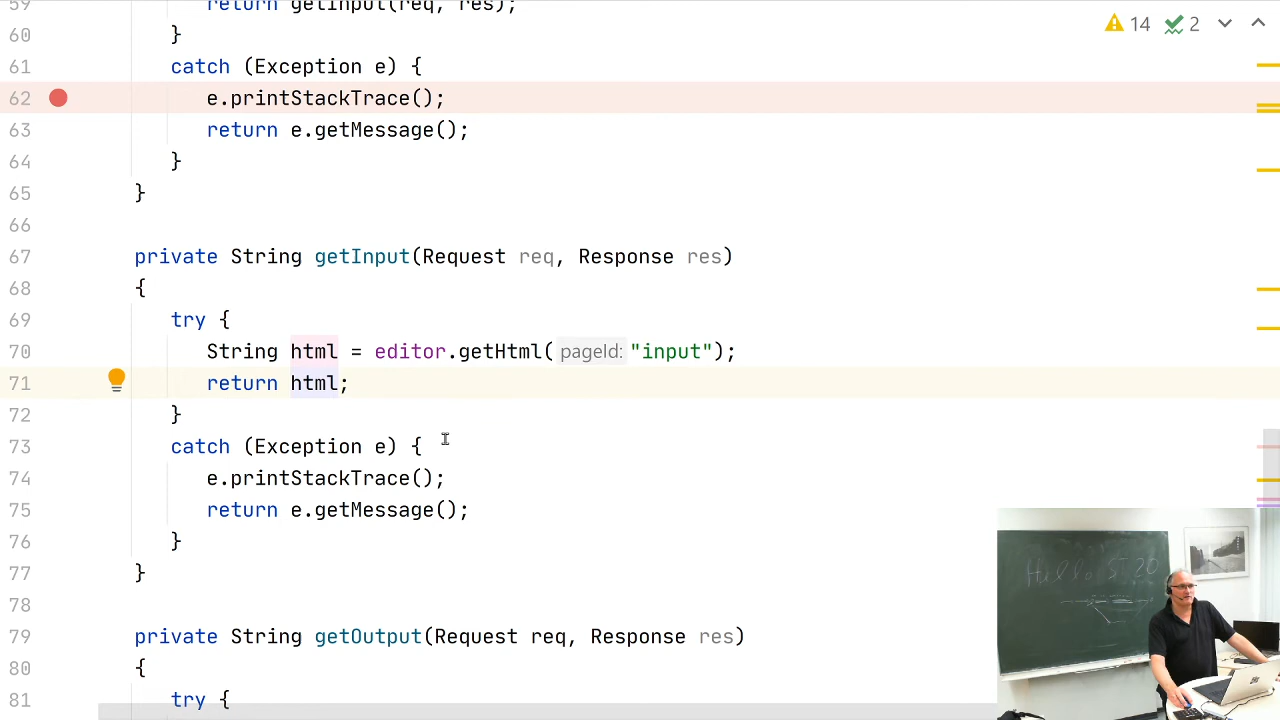 59 return getInput(req, res);
60 }
61 catch (Exception e) {
62 e.printStackTrace();
63 return e.getMessage();
64 }
65 }
66
67 private String getInput(Request req, Response res)
68 {
69 try {
70 String html = editor.getHtml( pageId: "input");
71 return html;
72 }
73 catch (Exception e) {
74 e.printStackTrace();
75 return e.getMessage();
76 }
77 }
78
79 private String getOutput(Request req, Response res)
80 {
81 try {
14 2
Hello ST 20